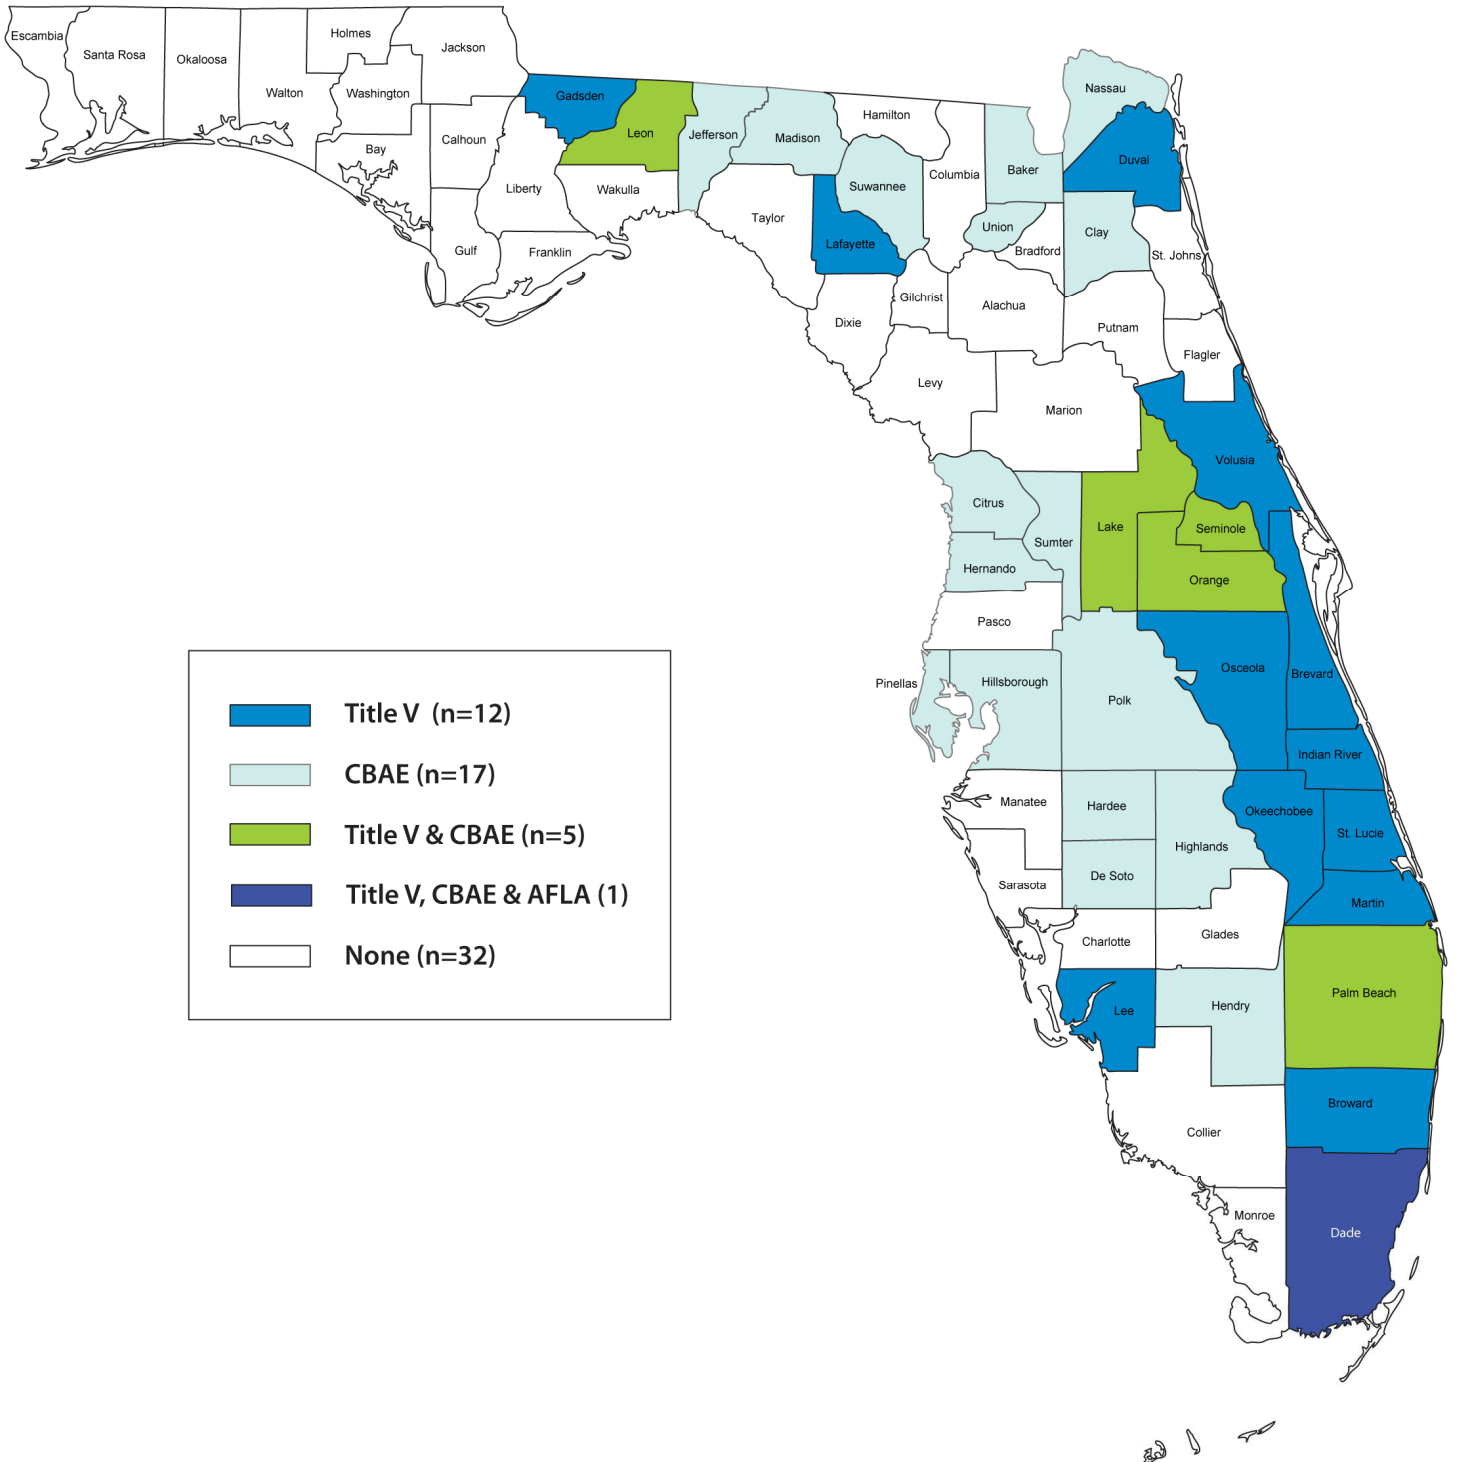 Escambia
Santa Rosa
Okaloosa
Walton
Holmes
Washington
Jackson
Bay
Calhoun
Gulf
Liberty
Franklin
Gadsden
Leon
Wakulla
Jefferson
Madison
Taylor
Hamilton
Suwannee
Lafayette
Dixie
Columbia
Gilchrist
Baker
Union
Bradford
Alachua
Levy
Nassau
Duval
Clay
St. Johns
Putnam
Flagler
Marion
Volusia
Citrus
Sumter
Lake
Seminole
Hernando
Orange
Pasco
Pinellas
Hillsborough
Polk
Osceola
Brevard
Indian River
Manatee
Hardee
Highlands
Okeechobee
St. Lucie
Sarasota
De Soto
Martin
Charlotte
Glades
Lee
Hendry
Palm Beach
Collier
Broward
Monroe
Dade
Title V (n=12)
CBAE (n=17)
Title V & CBAE (n=5)
Title V, CBAE & AFLA (1)
None (n=32)